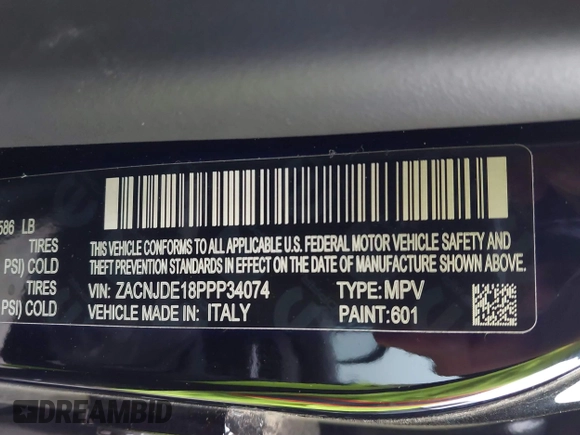 586 LB
TIRES
PSI) COLD
TIRES
PSI) COLD
THIS VEHICLE CONFORMS TO ALL APPLICABLE U.S. FEDERAL MOTOR VEHICLE SAFETY AND
THEFT PREVENTION STANDARDS IN EFFECT ON THE DATE OF MANUFACTURE SHOWN ABOVE.
VIN: ZACNJDE18PPP34074 TYPE:MPV
VEHICLE MADE IN: ITALY PAINT:601
DREAMBID